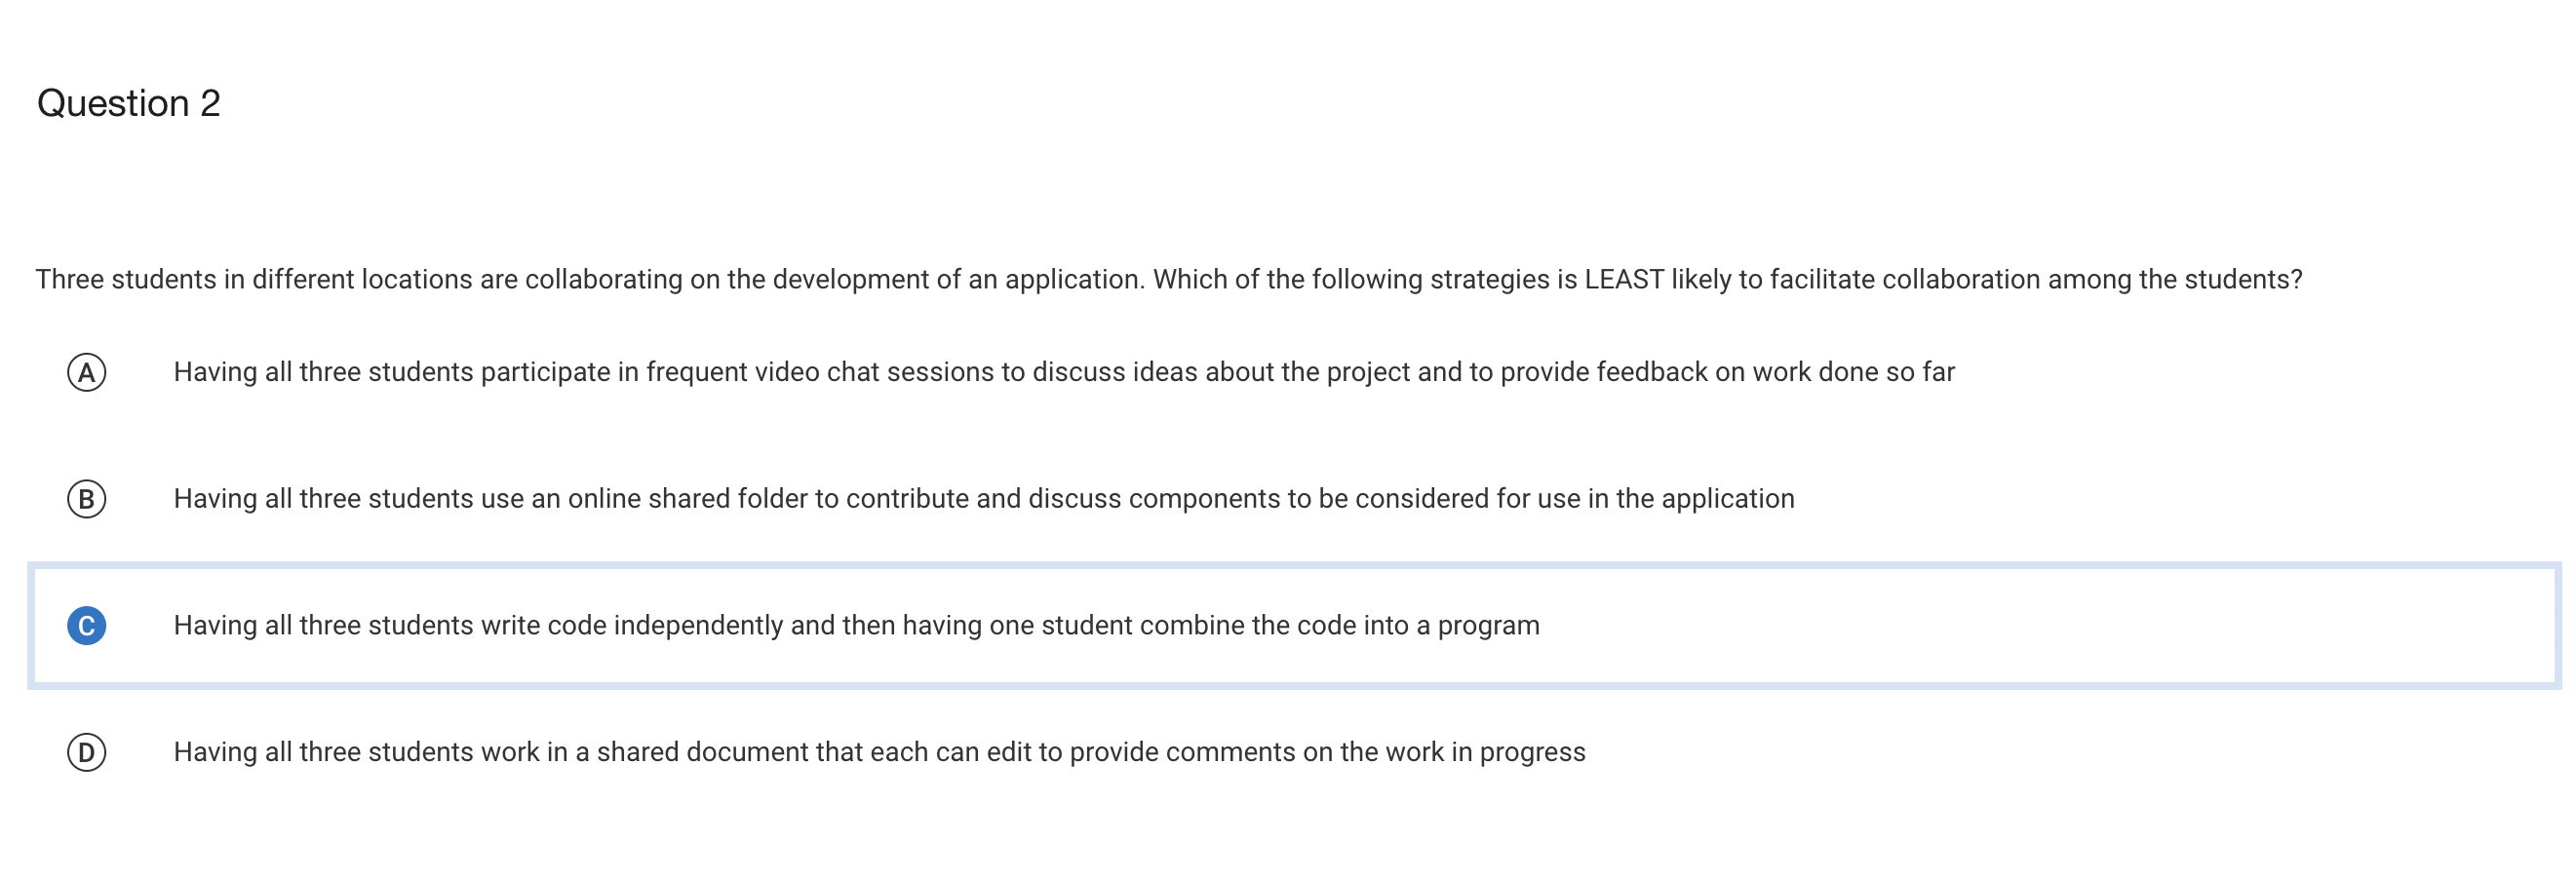 Question 2
Three students in different locations are collaborating on the development of an application. Which of the following strategies is LEAST likely to facilitate collaboration among the students?
A Having all three students participate in frequent video chat sessions to discuss ideas about the project and to provide feedback on work done so far
B Having all three students use an online shared folder to contribute and discuss components to be considered for use in the application
C Having all three students write code independently and then having one student combine the code into a program
D Having all three students work in a shared document that each can edit to provide comments on the work in progress